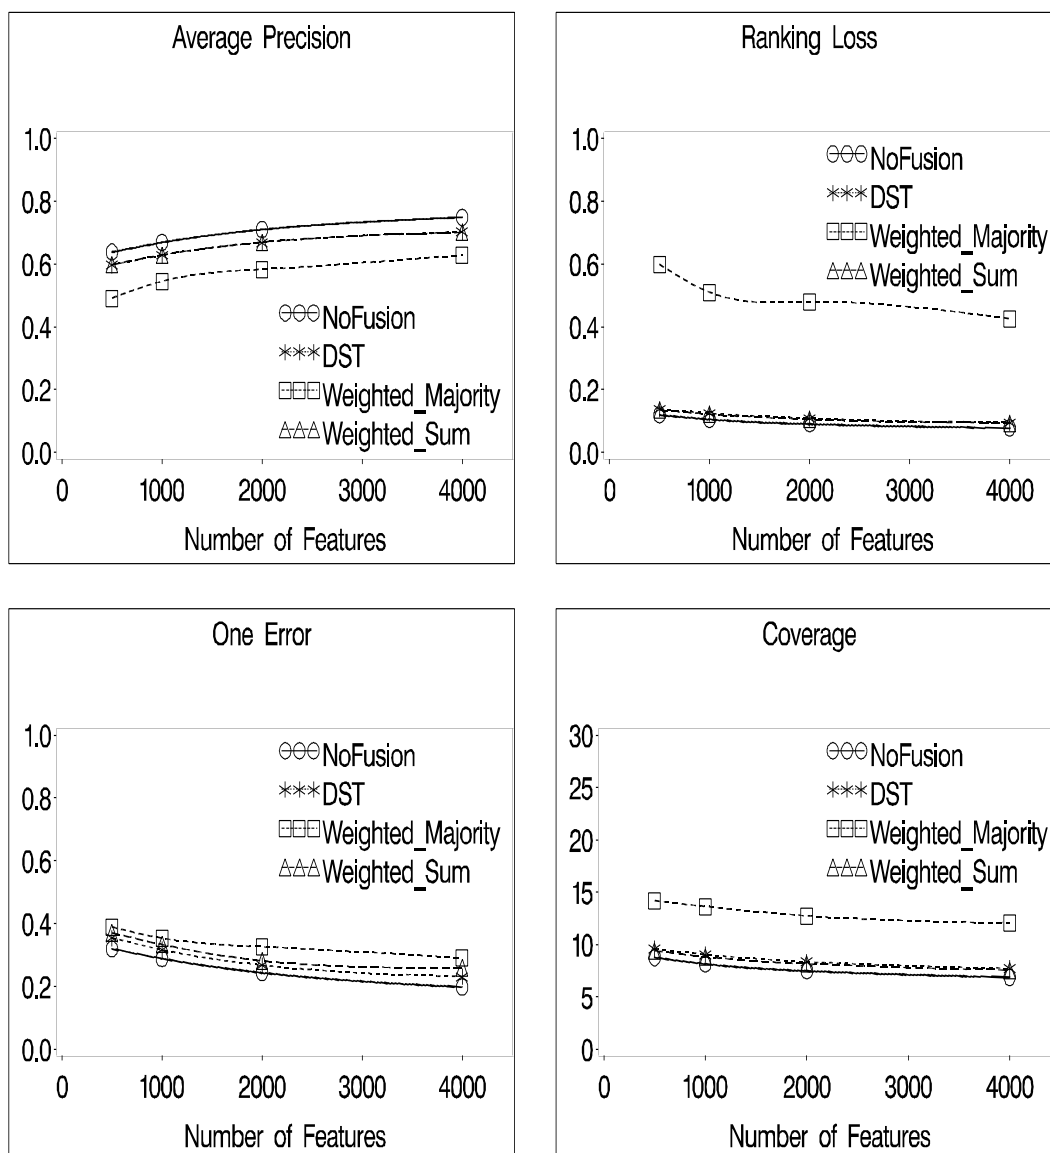 Average Precision
1.0
0.8
0.6
0.4
0.2
0.0
NoFusion
DST
Weighted_Majority
Weighted_Sum
0 1000 2000 3000 4000
Number of Features
Ranking Loss
1.0
0.8
0.6
0.4
0.2
0.0
NoFusion
DST
Weighted_Majority
Weighted_Sum
0 1000 2000 3000 4000
Number of Features
One Error
1.0
0.8
0.6
0.4
0.2
0.0
NoFusion
DST
Weighted_Majority
Weighted_Sum
0 1000 2000 3000 4000
Number of Features
Coverage
30
25
20
15
10
5
0
NoFusion
DST
Weighted_Majority
Weighted_Sum
0 1000 2000 3000 4000
Number of Features